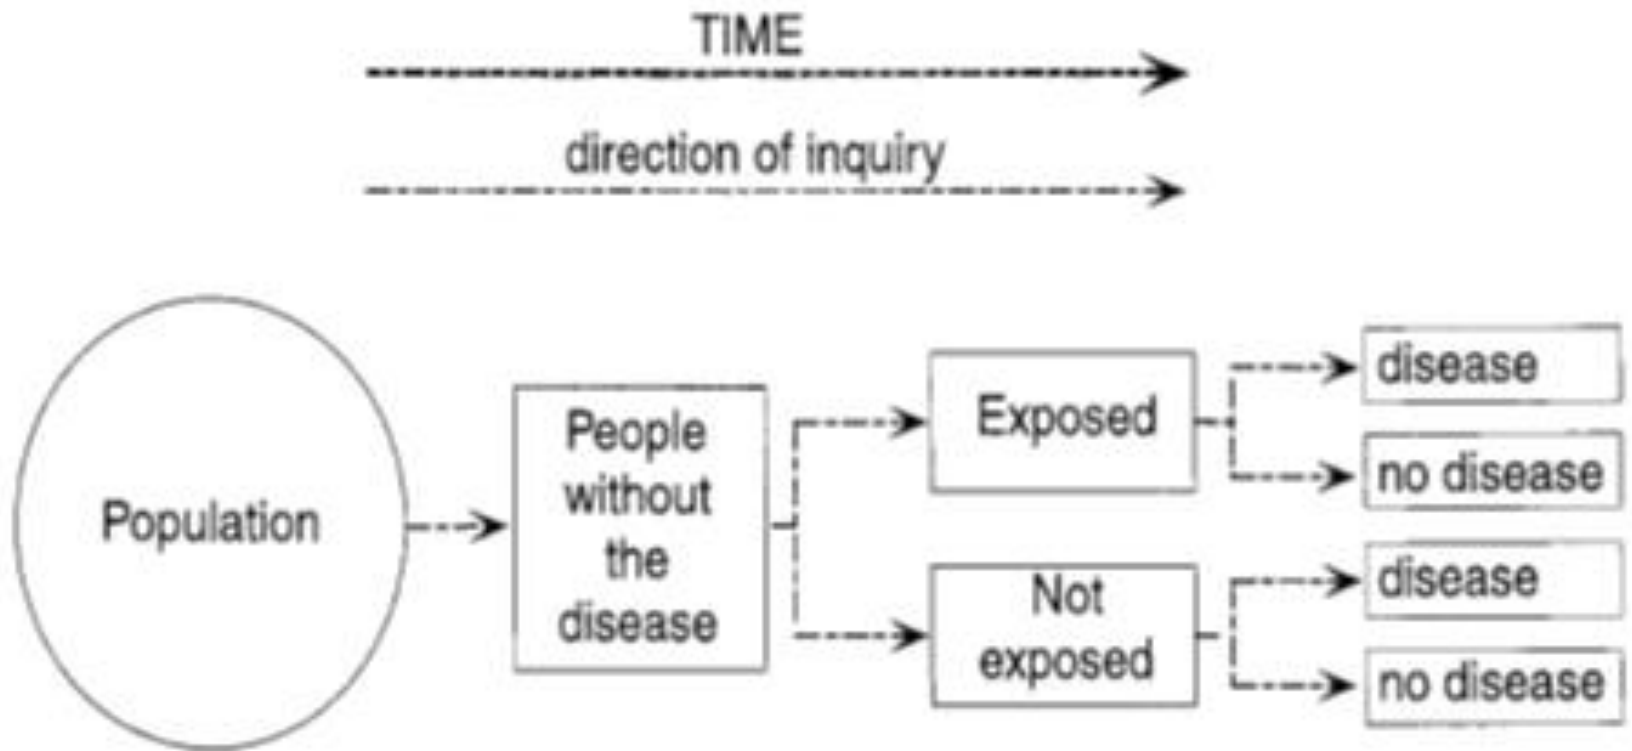 TIME
direction of inquiry
Population
People
without
the
disease
Exposed
Not
exposed
disease
no disease
disease
no disease